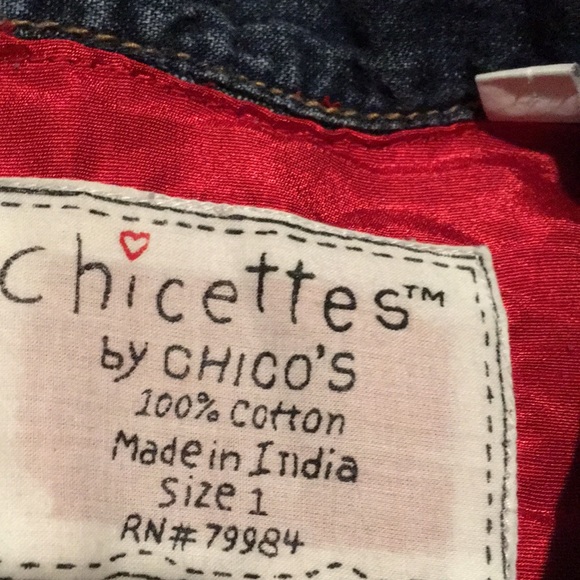 chicettes™
by CHICO'S
100% Cotton
Made in India
Size 1
RN# 79984